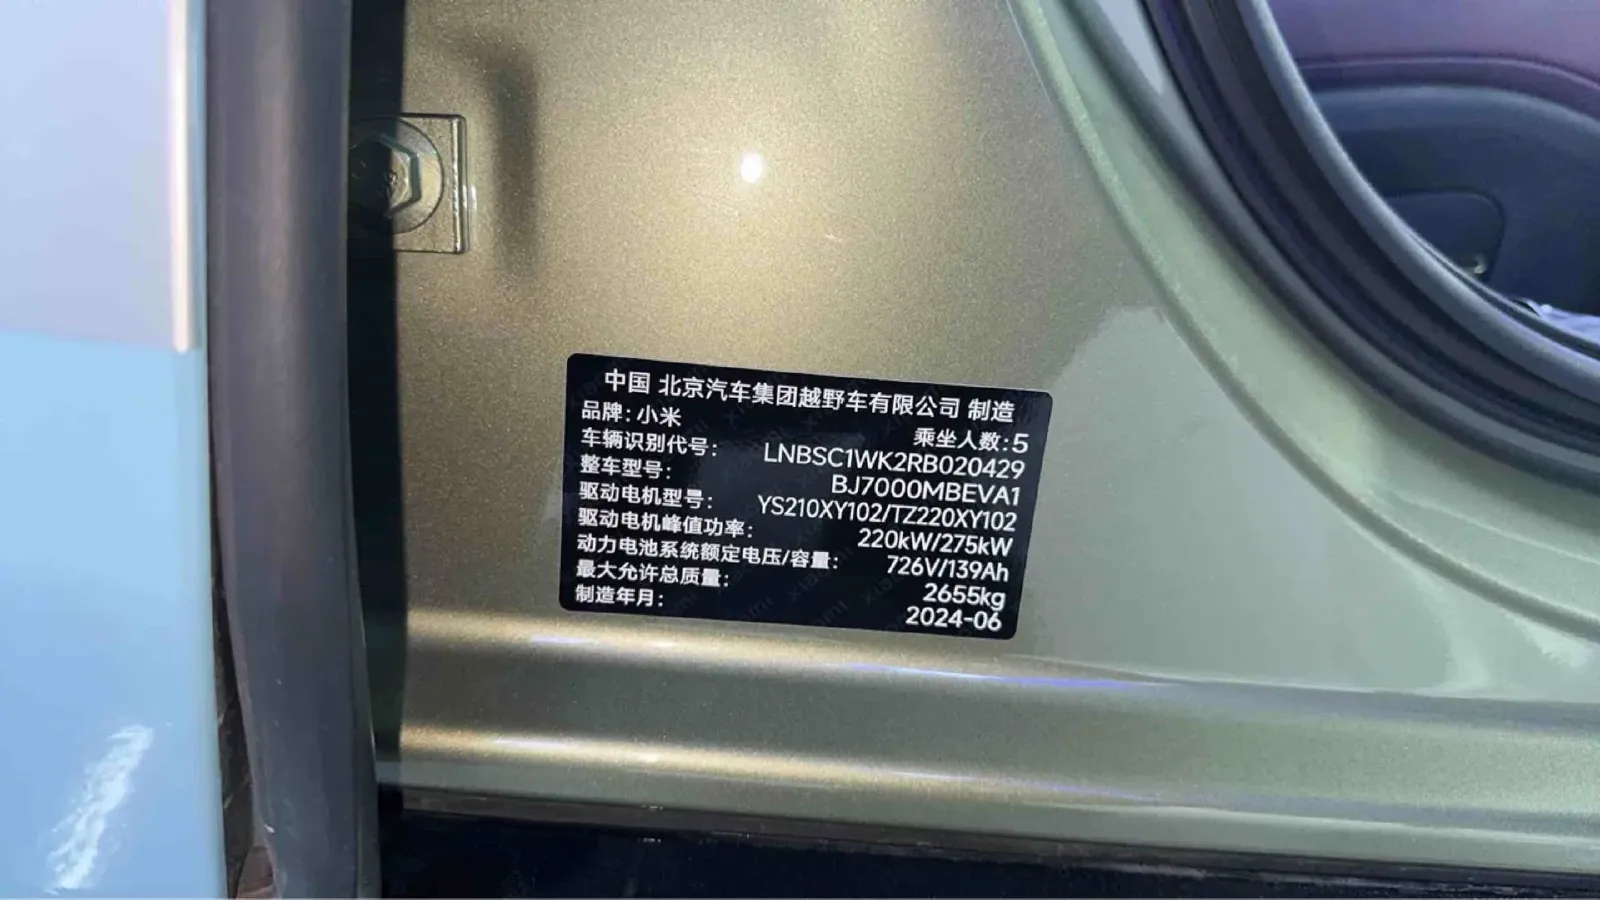 中国 北京汽车集团越野车有限公司 制造
品牌：小米 乘坐人数：5
车辆识别代号： LNBSC1WK2RB020429
整车型号： BJ7000MBEVA1
驱动电机型号： YS210XY102/TZ220XY102
驱动电机峰值功率： 220kW/275kW
动力电池系统额定电压/容量： 726V/139Ah
最大允许总质量： 2655kg
制造年月： 2024-06